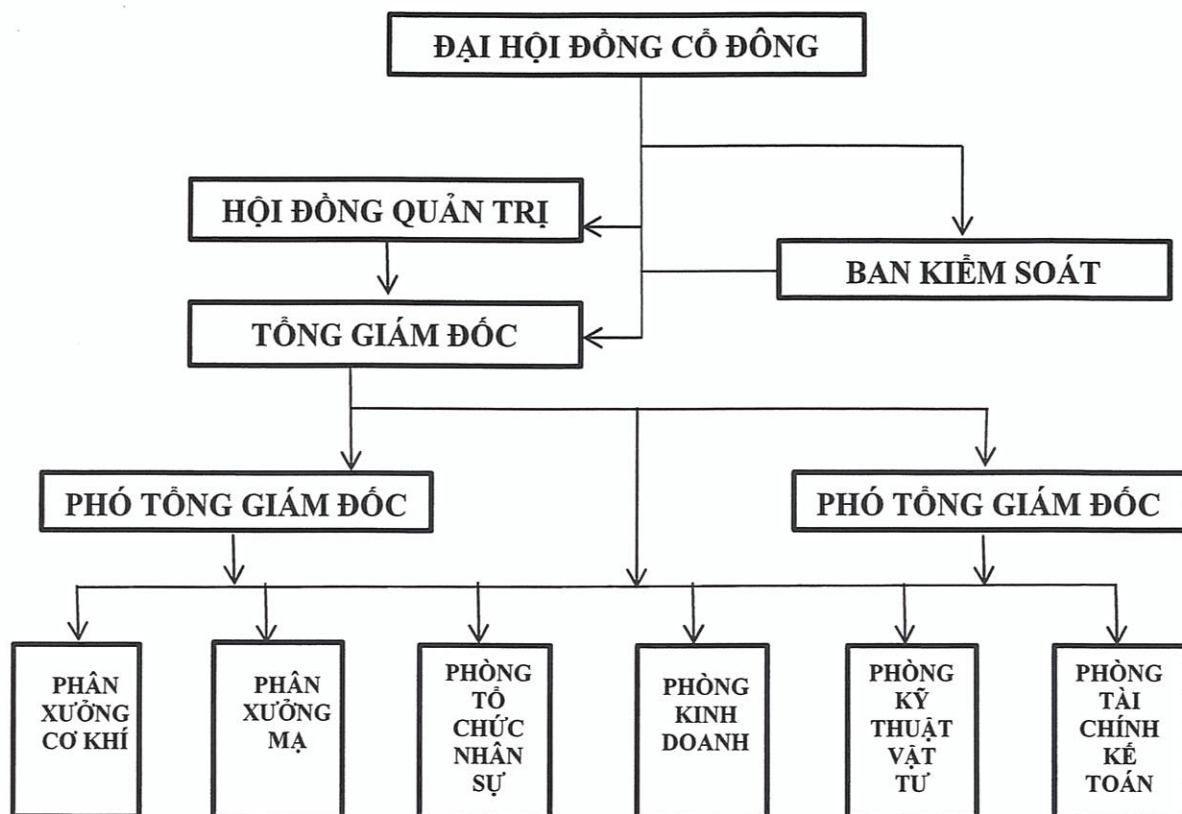 ĐẠI HỘI ĐỒNG CỔ ĐÔNG
HỘI ĐỒNG QUẢN TRỊ
BAN KIỂM SOÁT
TỔNG GIÁM ĐỐC
PHÓ TỔNG GIÁM ĐỐC
PHÓ TỔNG GIÁM ĐỐC
PHÂN
XƯỞNG
CƠ KHÍ
PHÂN
XƯỞNG
MẠ
PHÒNG
TỔ
CHỨC
NHÂN
SỰ
PHÒNG
KINH
DOANH
PHÒNG
KỸ
THUẬT
VẬT
TƯ
PHÒNG
TÀI
CHÍNH
KẾ
TOÁN